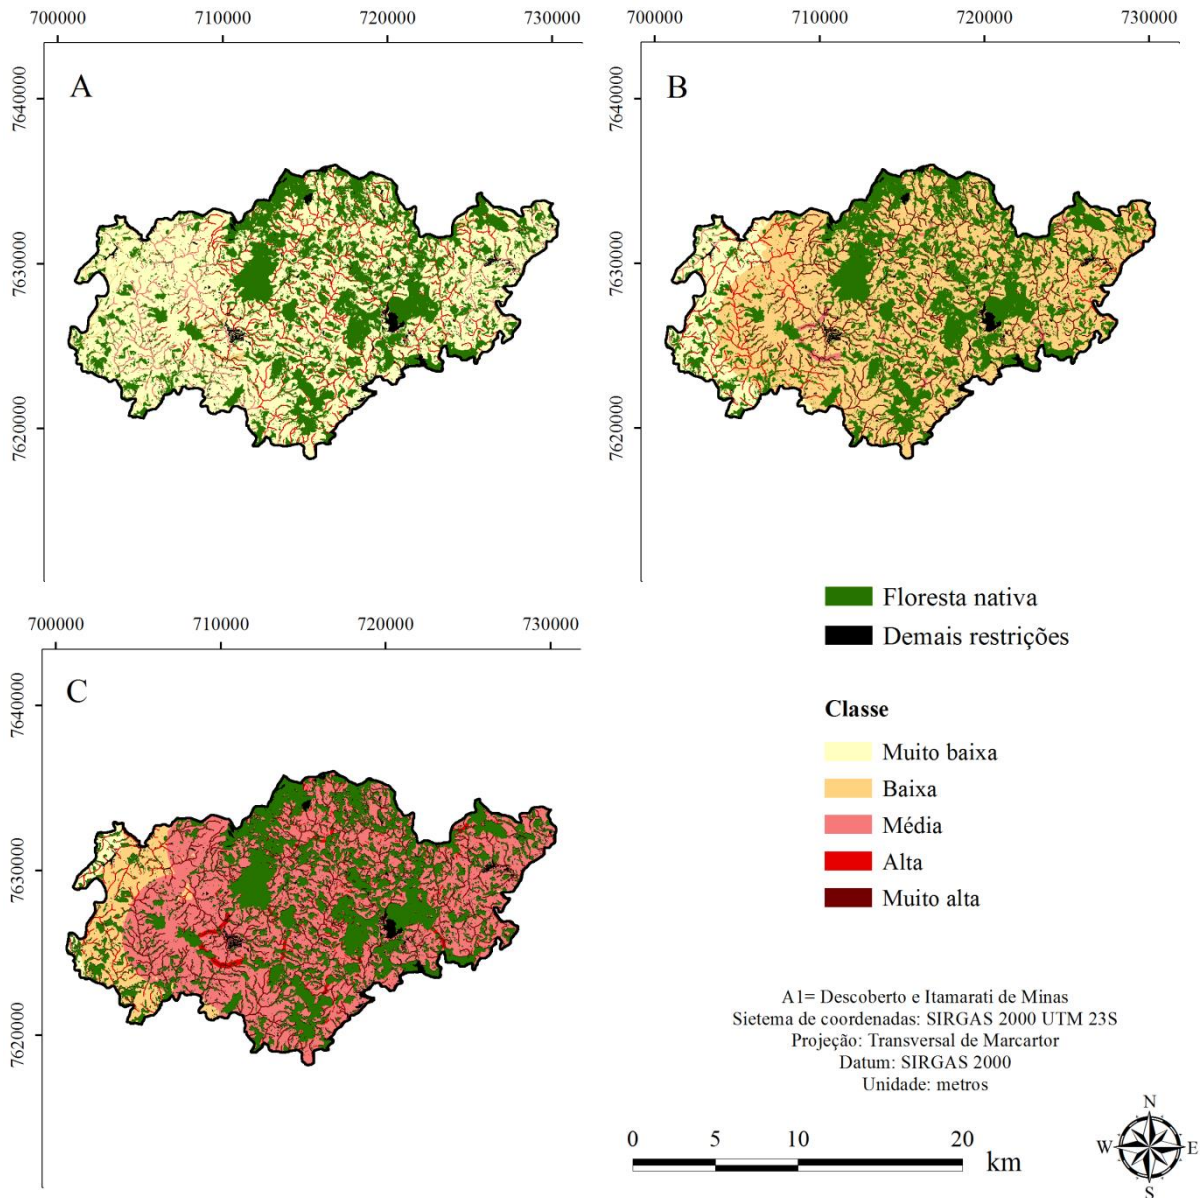 700000 710000 720000 730000
A
7640000
7630000
7620000
700000 710000 720000 730000
B
7640000
7630000
7620000
700000 710000 720000 730000
C
7640000
7630000
7620000
Floresta nativa
Demais restrições
Classe
Muito baixa
Baixa
Média
Alta
Muito alta
A1= Descoberto e Itamarati de Minas
Sietema de coordenadas: SIRGAS 2000 UTM 23S
Projeção: Transversal de Marcartor
Datum: SIRGAS 2000
Unidade: metros
0 5 10 20
km
N
W E
S